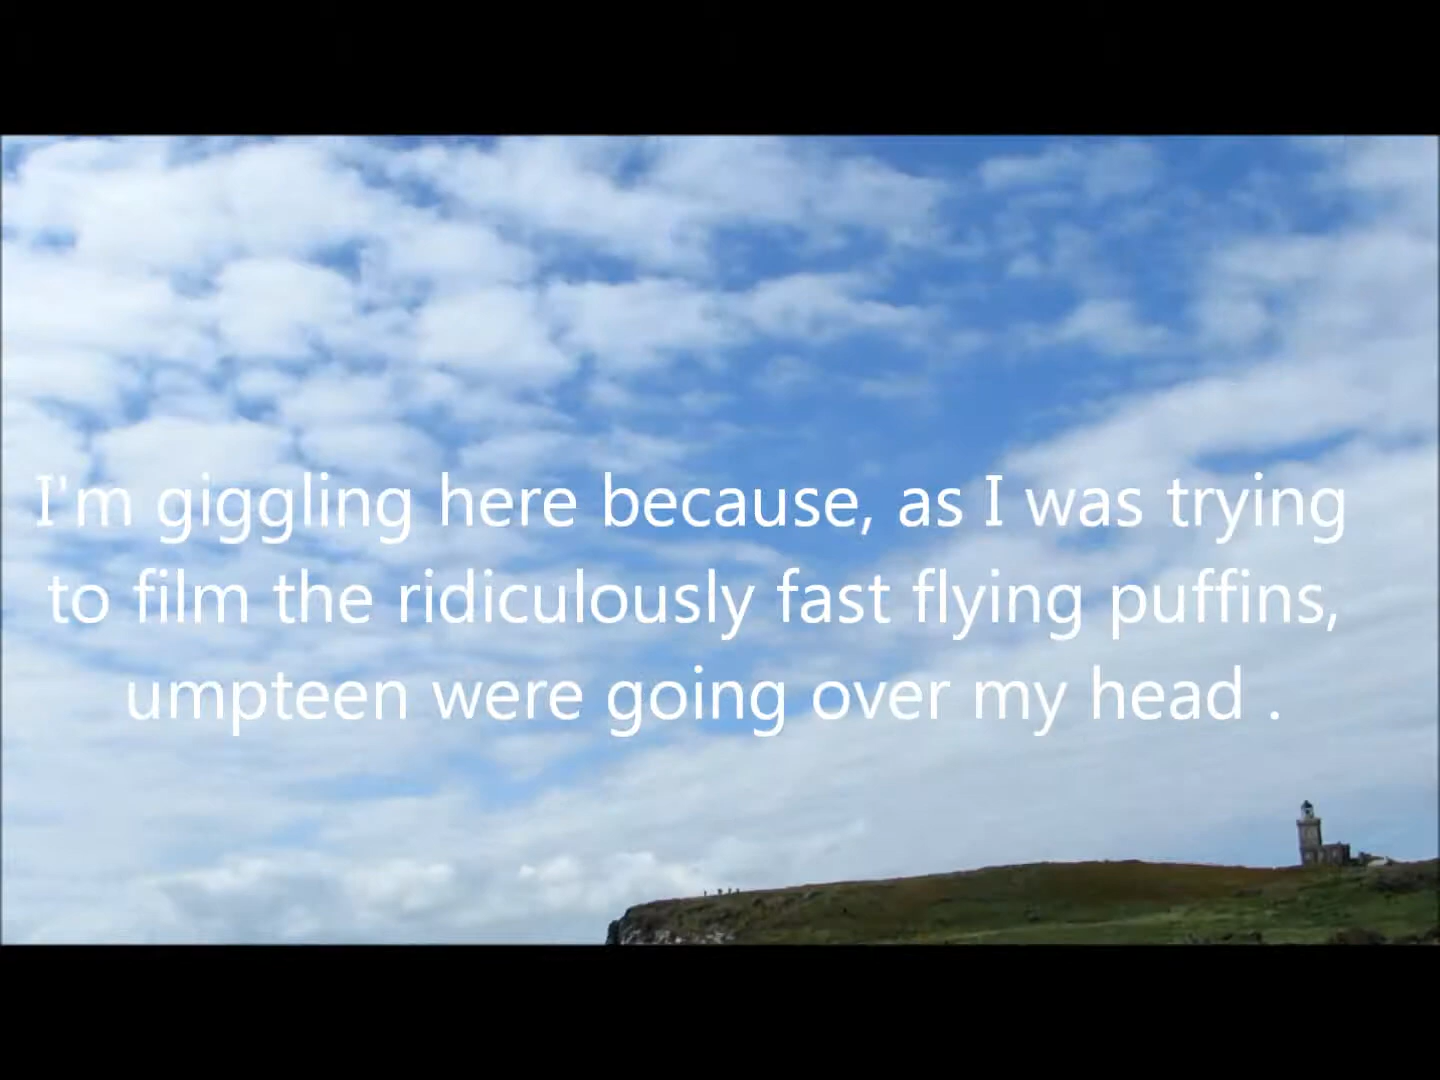 I'm giggling here because, as I was trying
to film the ridiculously fast flying puffins,
umpteen were going over my head .